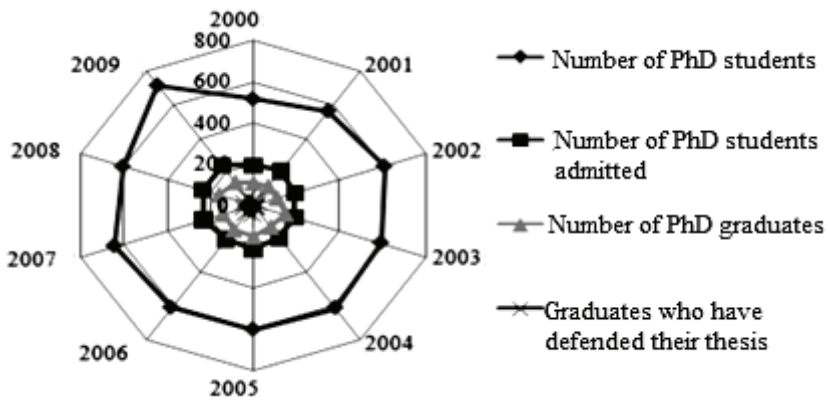 2000
800
2009
2001
600
400
2008
200
2002
0
2007
2003
2006
2004
2005
Number of PhD students
Number of PhD students
admitted
Number of PhD graduates
Graduates who have
defended their thesis